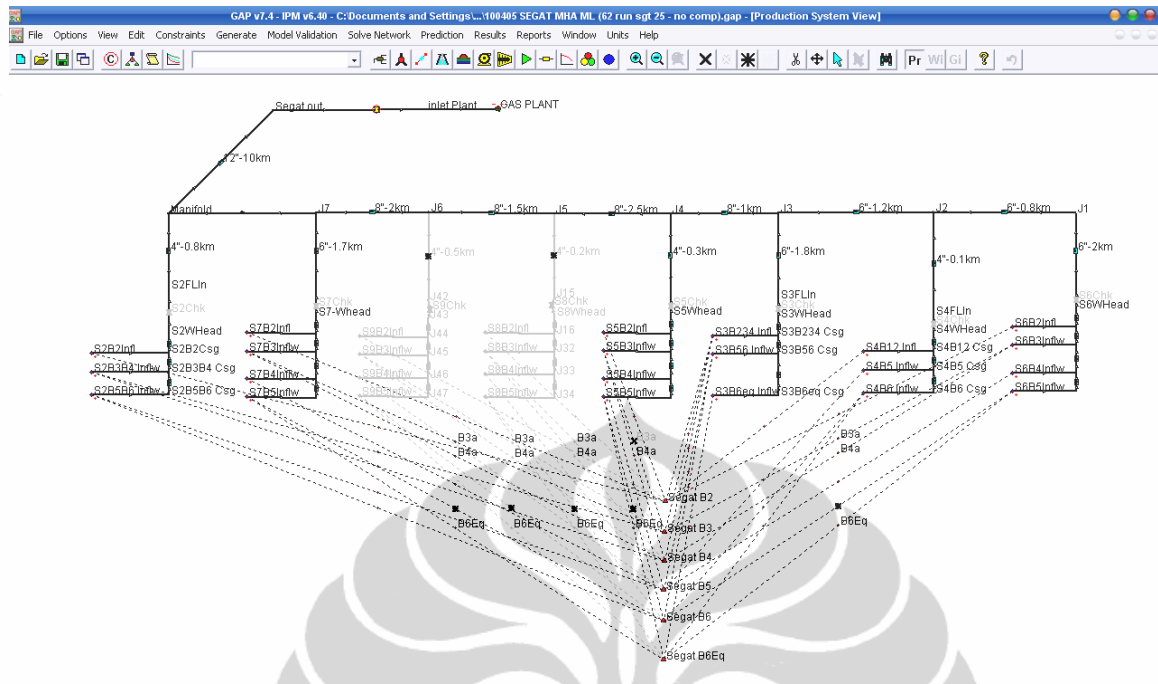 GAP v7.4 - IPM v6.40 - C:\Documents and Settings\...\100405 SEGAT MHA ML (62 run sgt 25 - no comp).gap - [Production System View]
File Options View Edit Constraints Generate Model Validation Solve Network Prediction Results Reports Window Units Help
Pr Wi Gi
Segat out inlet Plant GAS PLANT
12"-10km
Manifold J7 8"-2km J6 8"-1.5km J5 8"-2.5km J4 8"-1km J3 6"-1.2km J2 6"-0.8km J1
4"-0.8km 6"-1.7km 4"-0.5km 4"-0.2km 4"-0.3km 6"-1.8km 4"-0.1km 6"-2km
S2FLIn J42 J15 S3FLIn
S2Chk S7Chk S9Chk S8Chk S5Chk S3Chk S4FLIn S6Chk
S7-Whead J43 S8Whead S5WHead S3WHead S4Chk S6WHead
S2WHead S7B2Infl S9B2Infl J44 S8B2Infl J16 S5B2Infl S3B234 Infl S3B234 Csg S4WHead S6B2Infl
S2B2Infl S2B2Csg S7B3Inflw S9B3Inflw J45 S8B3Inflw J32 S5B3Inflw S3B56 Inflw S3B56 Csg S4B12 Infl S4B12 Csg S6B3Inflw
S2B3B4 Inflw S2B3B4 Csg S7B4Inflw S9B4Inflw J46 S8B4Inflw J33 S5B4Inflw S4B5 Inflw S4B5 Csg S6B4Inflw
S2B5B6 Inflw S2B5B6 Csg S7B5Inflw S9B5Inflw J47 S8B5Inflw J34 S5B5Inflw S3B6eq Inflw S3B6eq Csg S4B6 Inflw S4B6 Csg S6B5Inflw
B3a B3a B3a B3a B3a
B4a B4a B4a B4a B4a
Segat B2
B6Eq B6Eq B6Eq B6Eq Segat B3 B6Eq
Segat B4
Segat B5
Segat B6
Segat B6Eq